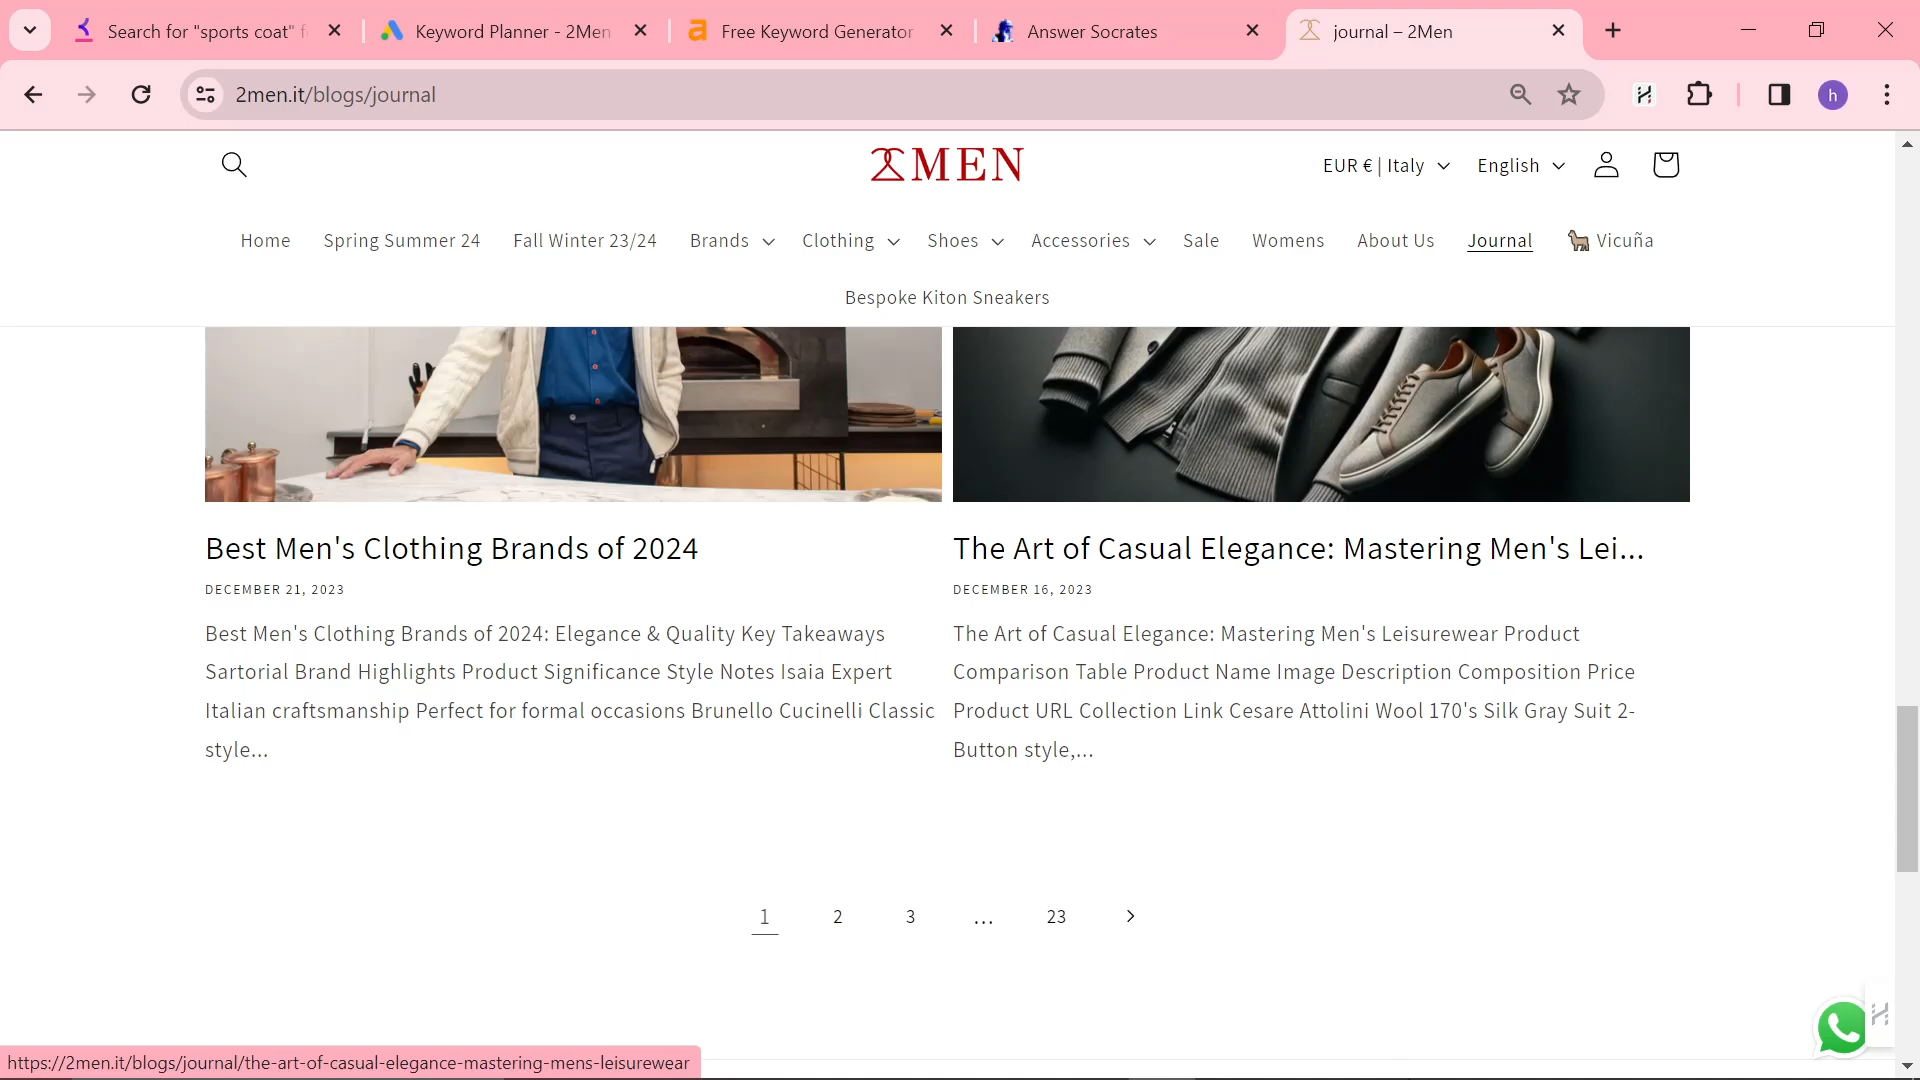 Search for "sports coat" f
Keyword Planner - 2Men
Free Keyword Generator
Answer Socrates
journal – 2Men
2men.it/blogs/journal
h
2MEN
EUR € | Italy
English
Home
Spring Summer 24
Fall Winter 23/24
Brands
Clothing
Shoes
Accessories
Sale
Womens
About Us
Journal
Vicuña
Bespoke Kiton Sneakers
Best Men's Clothing Brands of 2024
DECEMBER 21, 2023
Best Men's Clothing Brands of 2024: Elegance & Quality Key Takeaways
Sartorial Brand Highlights Product Significance Style Notes Isaia Expert
Italian craftsmanship Perfect for formal occasions Brunello Cucinelli Classic
style...
The Art of Casual Elegance: Mastering Men's Lei...
DECEMBER 16, 2023
The Art of Casual Elegance: Mastering Men's Leisurewear Product
Comparison Table Product Name Image Description Composition Price
Product URL Collection Link Cesare Attolini Wool 170's Silk Gray Suit 2-
Button style,...
1
2
3
…
23
https://2men.it/blogs/journal/the-art-of-casual-elegance-mastering-mens-leisurewear